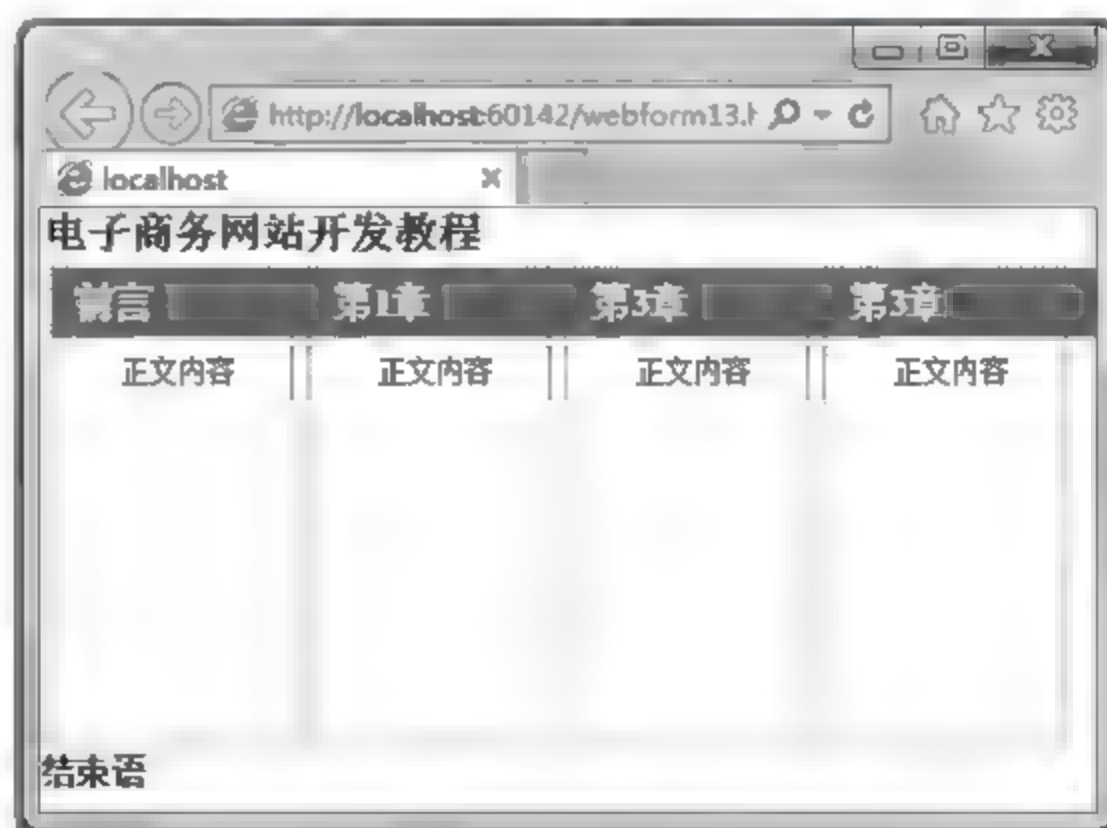 http://localhost:60142/webform13.h
localhost
电子商务网站开发教程
前言 第1章 第3章 第3章
正文内容 正文内容 正文内容 正文内容
结束语